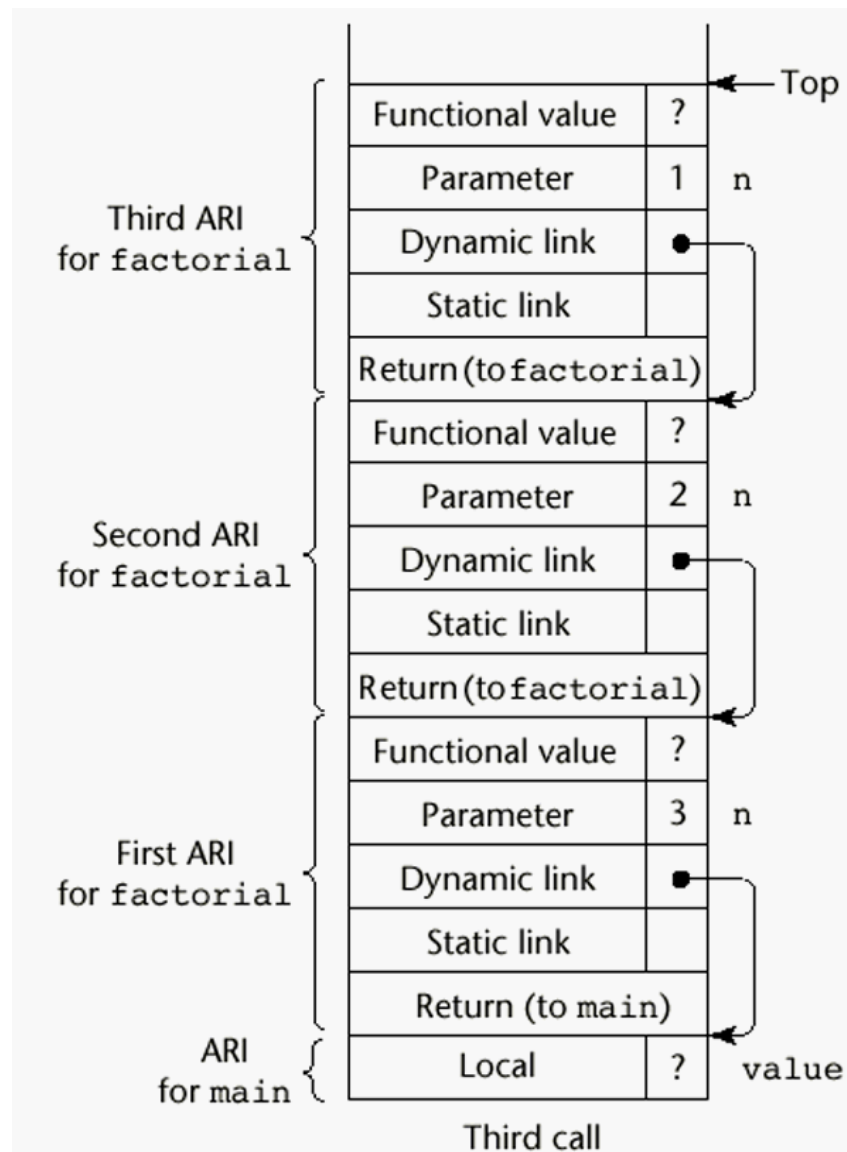 Top
Functional value ?
Parameter 1 n
Third ARI
for factorial
Dynamic link
Static link
Return (to factorial)
Functional value ?
Parameter 2 n
Second ARI
for factorial
Dynamic link
Static link
Return (to factorial)
Functional value ?
Parameter 3 n
First ARI
for factorial
Dynamic link
Static link
Return (to main)
ARI
for main
Local ? value
Third call